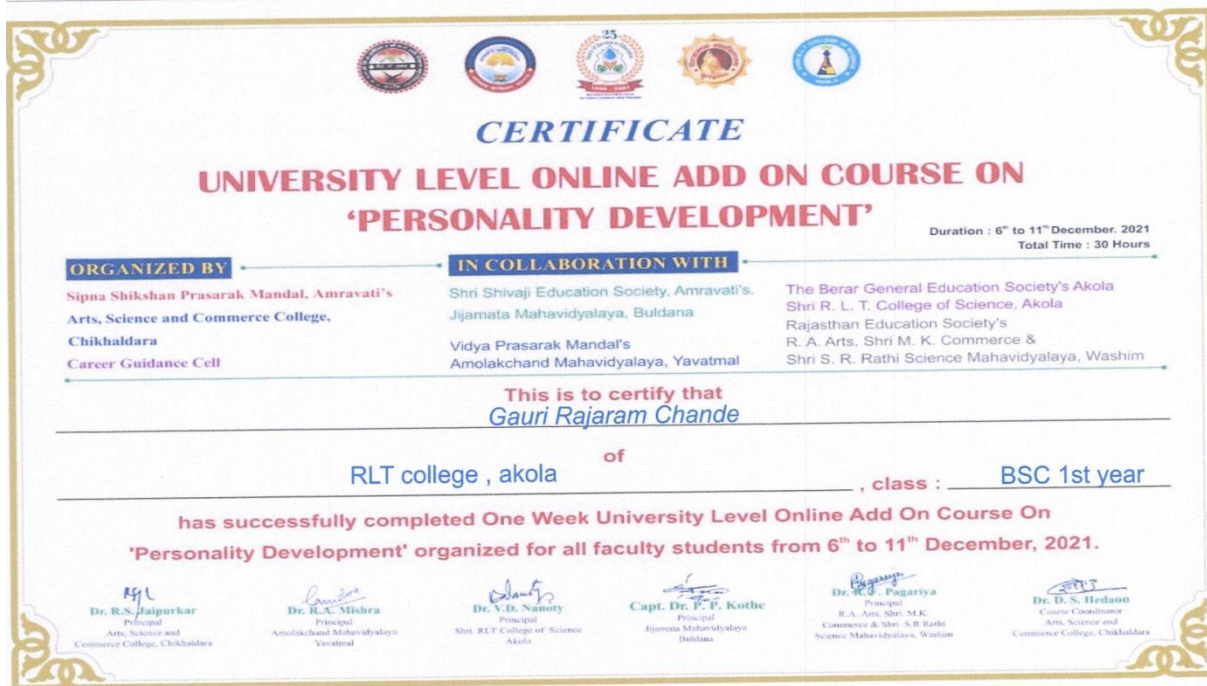 25
CERTIFICATE
UNIVERSITY LEVEL ONLINE ADD ON COURSE ON
‘PERSONALITY DEVELOPMENT’
Duration : 6th to 11th December. 2021
Total Time : 30 Hours
ORGANIZED BY
Sipna Shikshan Prasarak Mandal, Amravati's
Arts, Science and Commerce College,
Chikhaldara
Career Guidance Cell
IN COLLABORATION WITH
Shri Shivaji Education Society, Amravati's.
Jijamata Mahavidyalaya, Buldana
Vidya Prasarak Mandal's
Amolakchand Mahavidyalaya, Yavatmal
The Berar General Education Society's Akola
Shri R. L. T. College of Science, Akola
Rajasthan Education Society's
R. A. Arts, Shri M. K. Commerce &
Shri S. R. Rathi Science Mahavidyalaya, Washim
This is to certify that
Gauri Rajaram Chande
of
RLT college , akola , class : BSC 1st year
has successfully completed One Week University Level Online Add On Course On
'Personality Development' organized for all faculty students from 6th to 11th December, 2021.
Dr. R.S. Jaipurkar
Principal
Arts, Science and
Commerce College, Chikhaldara
Dr. R.A. Mishra
Principal
Amolakchand Mahavidyalaya
Yavatmal
Dr. V.D. Nanoty
Principal
Shri. RLT College of Science
Akola
Capt. Dr. P. P. Kothe
Principal
Jijamata Mahavidyalaya
Buldana
Dr. R. F. Pagariya
Principal
R.A. Arts, Shri. M.K.
Commerce & Shri S.R Rathi
Science Mahavidyalaya, Washim
Dr. D. S. Hedaoo
Course Coordinator
Arts, Science and
Commerce College, Chikhaldara